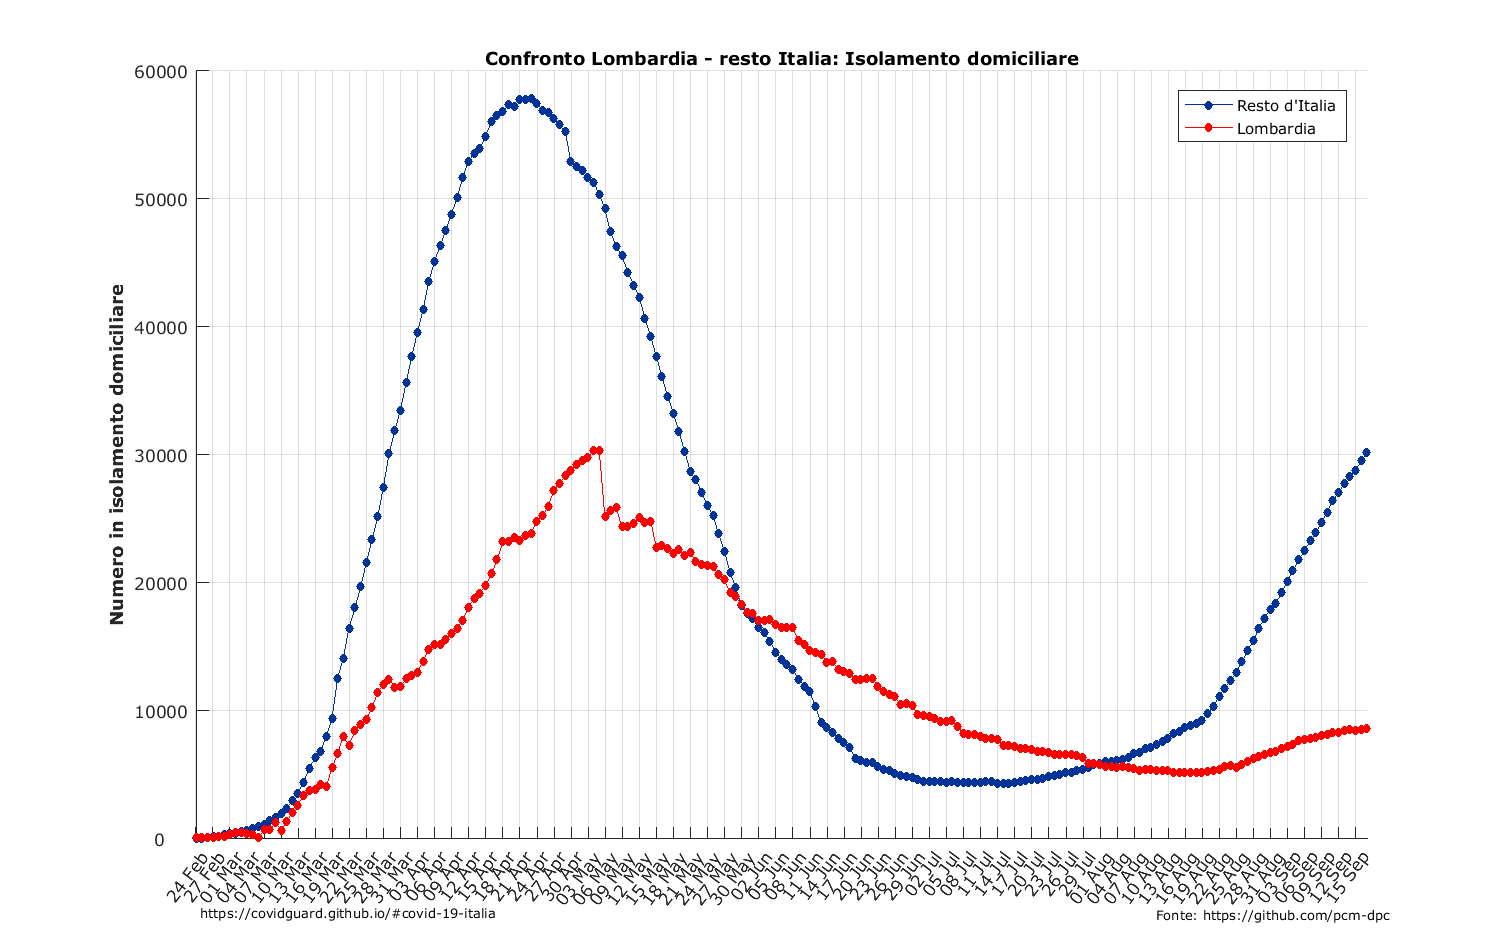 Confronto Lombardia - resto Italia: Isolamento domiciliare
Numero in isolamento domiciliare
60000
50000
40000
30000
20000
10000
0
Resto d'Italia
Lombardia
24 Feb
27 Feb
01 Mar
04 Mar
07 Mar
10 Mar
13 Mar
16 Mar
19 Mar
22 Mar
25 Mar
28 Mar
31 Mar
03 Apr
06 Apr
09 Apr
12 Apr
15 Apr
18 Apr
21 Apr
24 Apr
27 Apr
30 Apr
03 May
06 May
09 May
12 May
15 May
18 May
21 May
24 May
27 May
30 May
02 Jun
05 Jun
08 Jun
11 Jun
14 Jun
17 Jun
20 Jun
23 Jun
26 Jun
29 Jun
02 Jul
05 Jul
08 Jul
11 Jul
14 Jul
17 Jul
20 Jul
23 Jul
26 Jul
29 Jul
01 Aug
04 Aug
07 Aug
10 Aug
13 Aug
16 Aug
19 Aug
22 Aug
25 Aug
28 Aug
31 Aug
03 Sep
06 Sep
09 Sep
12 Sep
15 Sep
https://covidguard.github.io/#covid-19-italia
Fonte: https://github.com/pcm-dpc